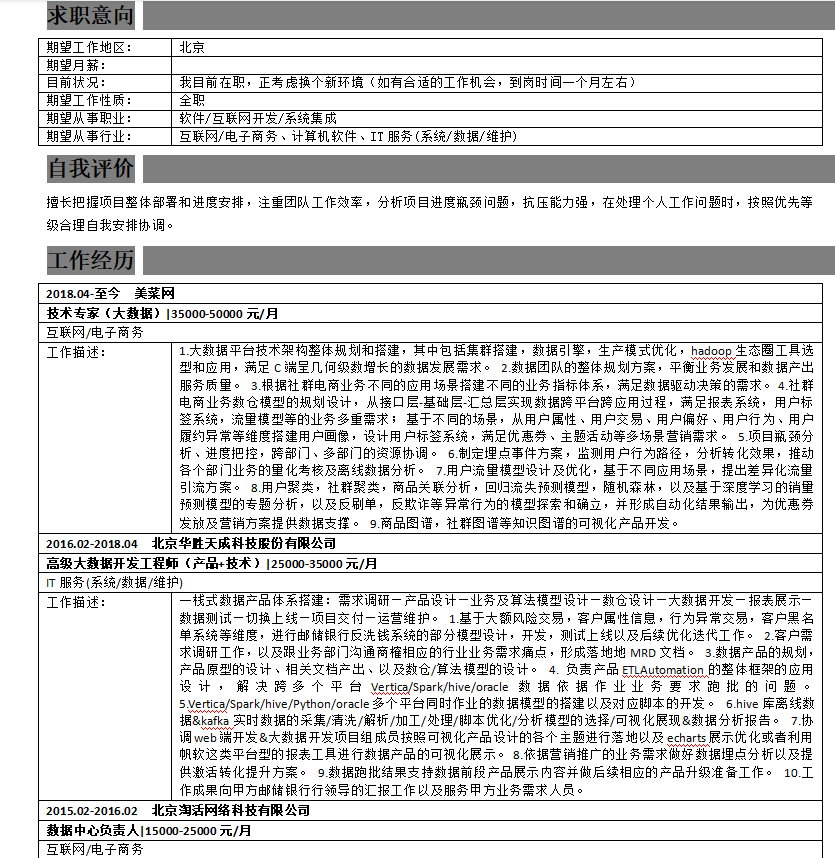 求职意向
期望工作地区： 北京
期望月薪：
目前状况： 我目前在职，正考虑换个新环境（如有合适的工作机会，到岗时间一个月左右）
期望工作性质： 全职
期望从事职业： 软件/互联网开发/系统集成
期望从事行业： 互联网/电子商务、计算机软件、IT 服务(系统/数据/维护)
自我评价
擅长把握项目整体部署和进度安排，注重团队工作效率，分析项目进度瓶颈问题，抗压能力强，在处理个人工作问题时，按照优先等
级合理自我安排协调。
工作经历
2018.04-至今 美菜网
技术专家（大数据）|35000-50000 元/月
互联网/电子商务
工作描述： 1.大数据平台技术架构整体规划和搭建，其中包括集群搭建，数据引擎，生产模式优化，hadoop 生态圈工具选
型和应用，满足 C 端呈几何级数增长的数据发展需求。 2.数据团队的整体规划方案，平衡业务发展和数据产出
服务质量。 3.根据社群电商业务不同的应用场景搭建不同的业务指标体系，满足数据驱动决策的需求。 4.社群
电商业务数仓模型的规划设计，从接口层-基础层-汇总层实现数据跨平台跨应用过程，满足报表系统，用户标
签系统，流量模型等的业务多重需求； 基于不同的场景，从用户属性、用户交易、用户偏好、用户行为、用户
履约异常等维度搭建用户画像，设计用户标签系统，满足优惠券、主题活动等多场景营销需求。 5.项目瓶颈分
析、进度把控，跨部门、多部门的资源协调。 6.制定埋点事件方案，监测用户行为路径，分析转化效果，推动
各个部门业务的量化考核及离线数据分析。 7.用户流量模型设计及优化，基于不同应用场景，提出差异化流量
引流方案。 8.用户聚类，社群聚类，商品关联分析，回归流失预测模型，随机森林，以及基于深度学习的销量
预测模型的专题分析，以及反刷单，反欺诈等异常行为的模型探索和确立，并形成自动化结果输出，为优惠券
发放及营销方案提供数据支撑。 9.商品图谱，社群图谱等知识图谱的可视化产品开发。
2016.02-2018.04 北京华胜天成科技股份有限公司
高级大数据开发工程师（产品+技术）|25000-35000 元/月
IT 服务(系统/数据/维护)
工作描述： 一栈式数据产品体系搭建：需求调研－产品设计－业务及算法模型设计－数仓设计－大数据开发－报表展示－
数据测试－切换上线－项目交付－运营维护。 1.基于大额风险交易，客户属性信息，行为异常交易，客户黑名
单系统等维度，进行邮储银行反洗钱系统的部分模型设计，开发，测试上线以及后续优化迭代工作。 2.客户需
求调研工作，以及跟业务部门沟通商榷相应的行业业务需求痛点，形成落地地 MRD 文档。 3.数据产品的规划，
产品原型的设计、相关文档产出、以及数仓/算法模型的设计。 4. 负责产品 ETLAutomation 的整体框架的应用
设计，解决跨多个平台 Vertica/Spark/hive/oracle 数据依据作业业务要求跑批的问题。
5.Vertica/Spark/hive/Python/oracle 多个平台同时作业的数据模型的搭建以及对应脚本的开发。 6.hive 库离线数
据&kafka 实时数据的采集/清洗/解析/加工/处理/脚本优化/分析模型的选择/可视化展现&数据分析报告。 7.协
调 web 端开发&大数据开发项目组成员按照可视化产品设计的各个主题进行落地以及 echarts 展示优化或者利用
帆软这类平台型的报表工具进行数据产品的可视化展示。 8.依据营销推广的业务需求做好数据埋点分析以及提
供激活转化提升方案。 9.数据跑批结果支持数据前段产品展示内容并做后续相应的产品升级准备工作。 10.工
作成果向甲方邮储银行行领导的汇报工作以及服务甲方业务需求人员。
2015.02-2016.02 北京淘活网络科技有限公司
数据中心负责人|15000-25000 元/月
互联网/电子商务